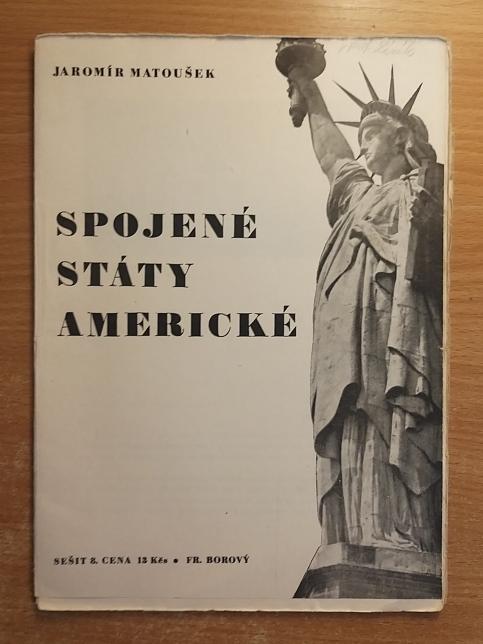 JAROMÍR MATOUŠEK
SPOJENÉ
STÁTY
AMERICKÉ
SEŠIT 8. CENA 13 Kčs • FR. BOROVÝ